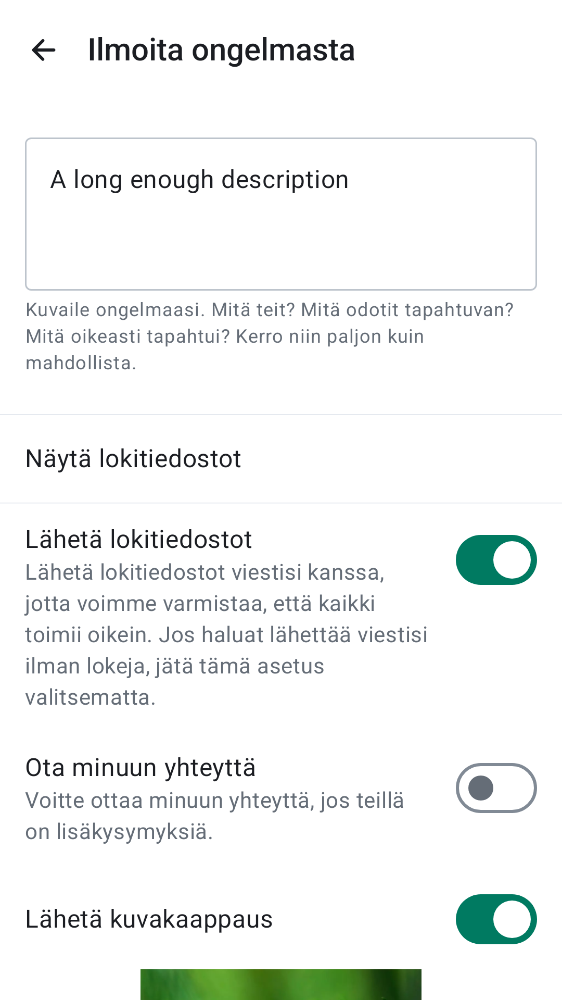 Ilmoita ongelmasta
A long enough description
Kuvaile ongelmaasi. Mitä teit? Mitä odotit tapahtuvan?
Mitä oikeasti tapahtui? Kerro niin paljon kuin
mahdollista.
Näytä lokitiedostot
Lähetä lokitiedostot
Lähetä lokitiedostot viestisi kanssa,
jotta voimme varmistaa, että kaikki
toimii oikein. Jos haluat lähettää viestisi
ilman lokeja, jätä tämä asetus
valitsematta.
Ota minuun yhteyttä
Voitte ottaa minuun yhteyttä, jos teillä
on lisäkysymyksiä.
Lähetä kuvakaappaus